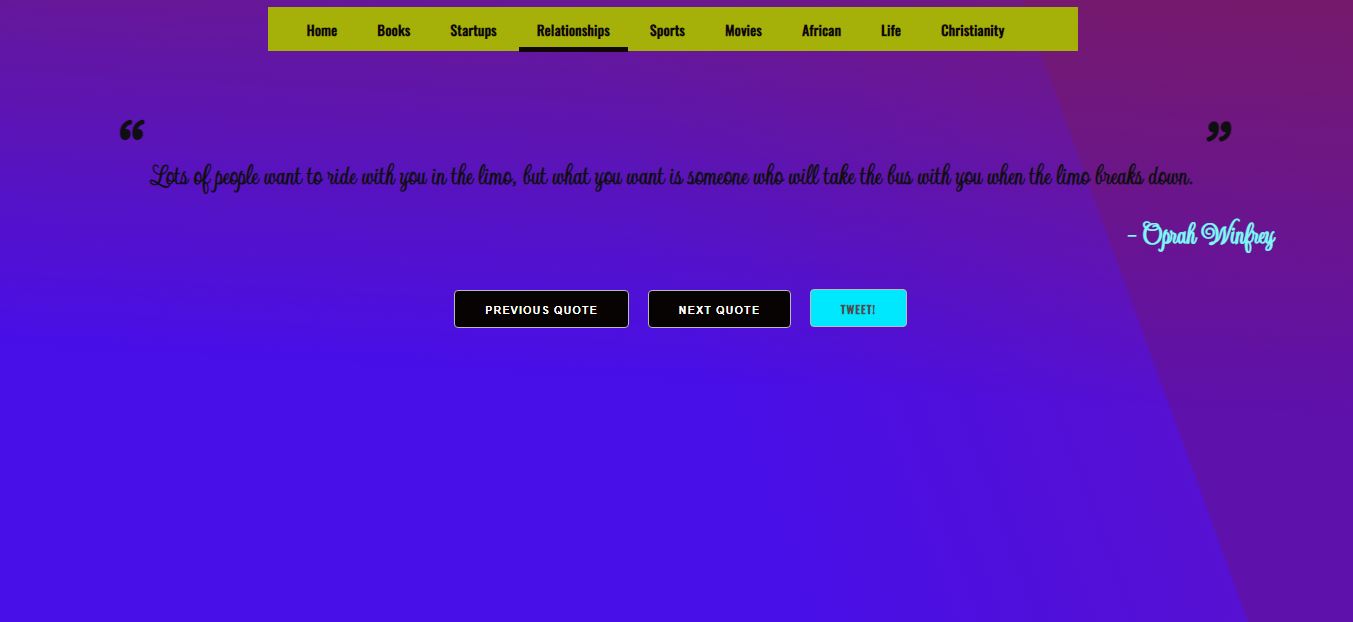 Home Books Startups Relationships Sports Movies African Life Christianity
“ ”
Lots of people want to ride with you in the limo, but what you want is someone who will take the bus with you when the limo breaks down.
- Oprah Winfrey
PREVIOUS QUOTE NEXT QUOTE TWEET!